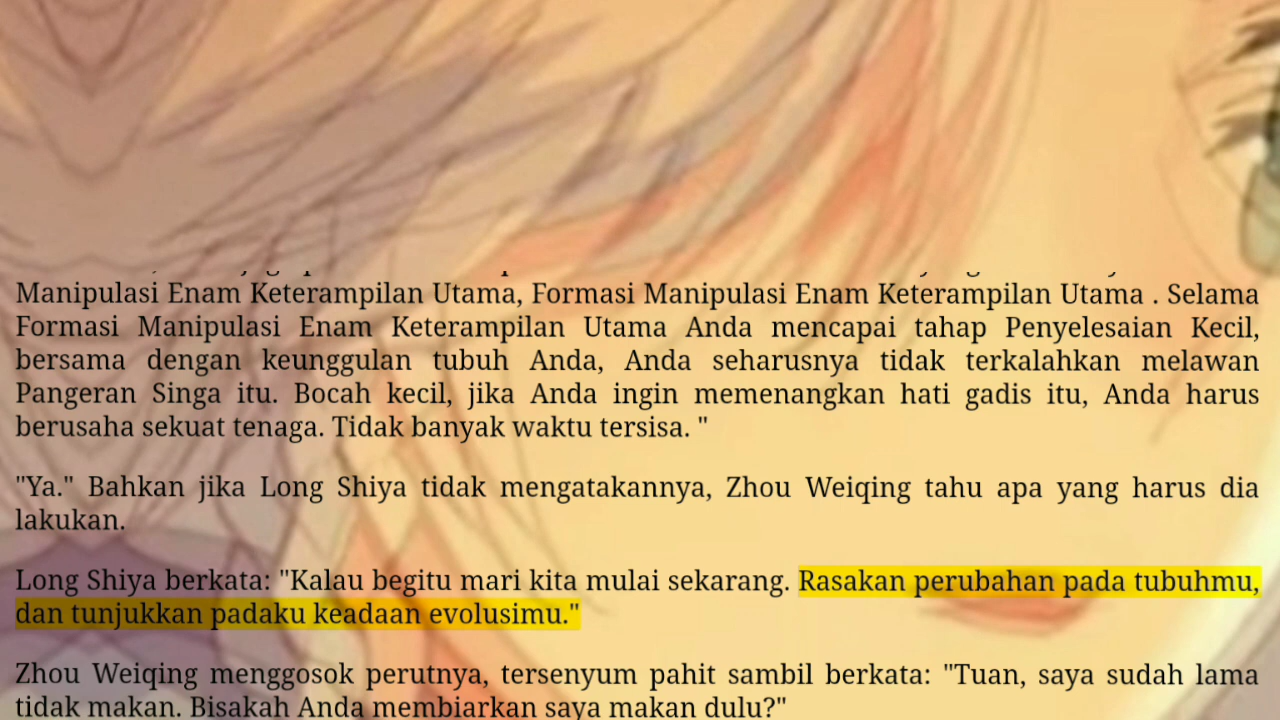 Manipulasi Enam Keterampilan Utama, Formasi Manipulasi Enam Keterampilan Utama . Selama
Formasi Manipulasi Enam Keterampilan Utama Anda mencapai tahap Penyelesaian Kecil,
bersama dengan keunggulan tubuh Anda, Anda seharusnya tidak terkalahkan melawan
Pangeran Singa itu. Bocah kecil, jika Anda ingin memenangkan hati gadis itu, Anda harus
berusaha sekuat tenaga. Tidak banyak waktu tersisa. "
"Ya." Bahkan jika Long Shiya tidak mengatakannya, Zhou Weiqing tahu apa yang harus dia
lakukan.
Long Shiya berkata: "Kalau begitu mari kita mulai sekarang. Rasakan perubahan pada tubuhmu,
dan tunjukkan padaku keadaan evolusimu."
Zhou Weiqing menggosok perutnya, tersenyum pahit sambil berkata: "Tuan, saya sudah lama
tidak makan. Bisakah Anda membiarkan saya makan dulu?"